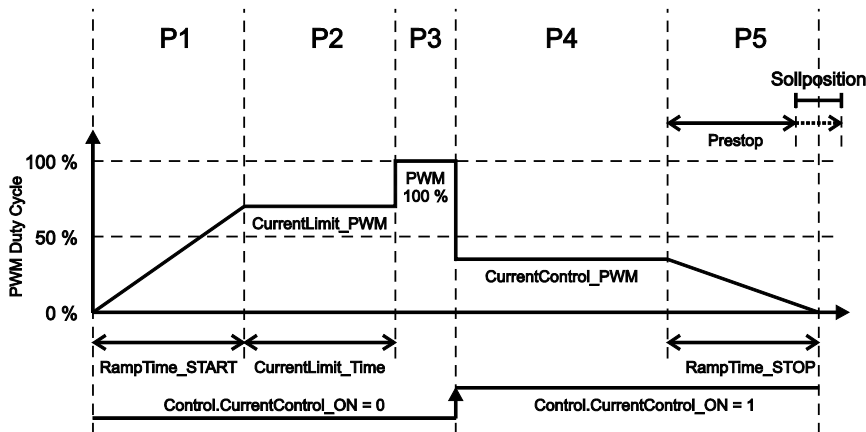 P1 P2 P3 P4 P5
Sollposition
Prestop
100 %
PWM
100 %
CurrentLimit_PWM
50 %
CurrentControl_PWM
0 %
PWM Duty Cycle
RampTime_START CurrentLimit_Time RampTime_STOP
Control.CurrentControl_ON = 0 Control.CurrentControl_ON = 1